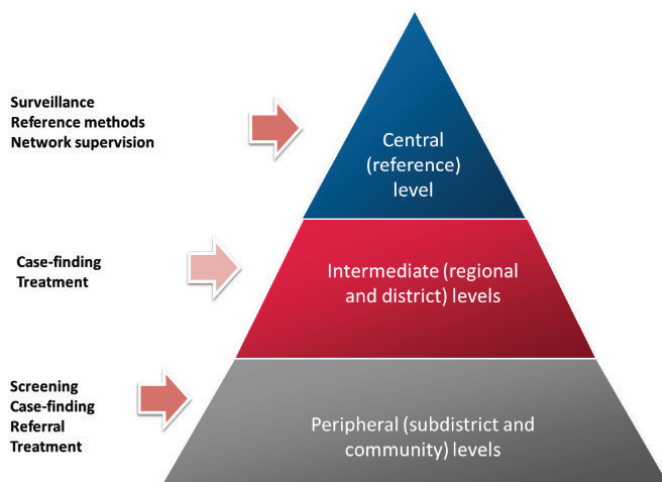 Surveillance
Reference methods
Network supervision
Central
(reference)
level
Case-finding
Treatment
Intermediate (regional
and district) levels
Screening
Case-finding
Referral
Treatment
Peripheral (subdistrict and
community) levels